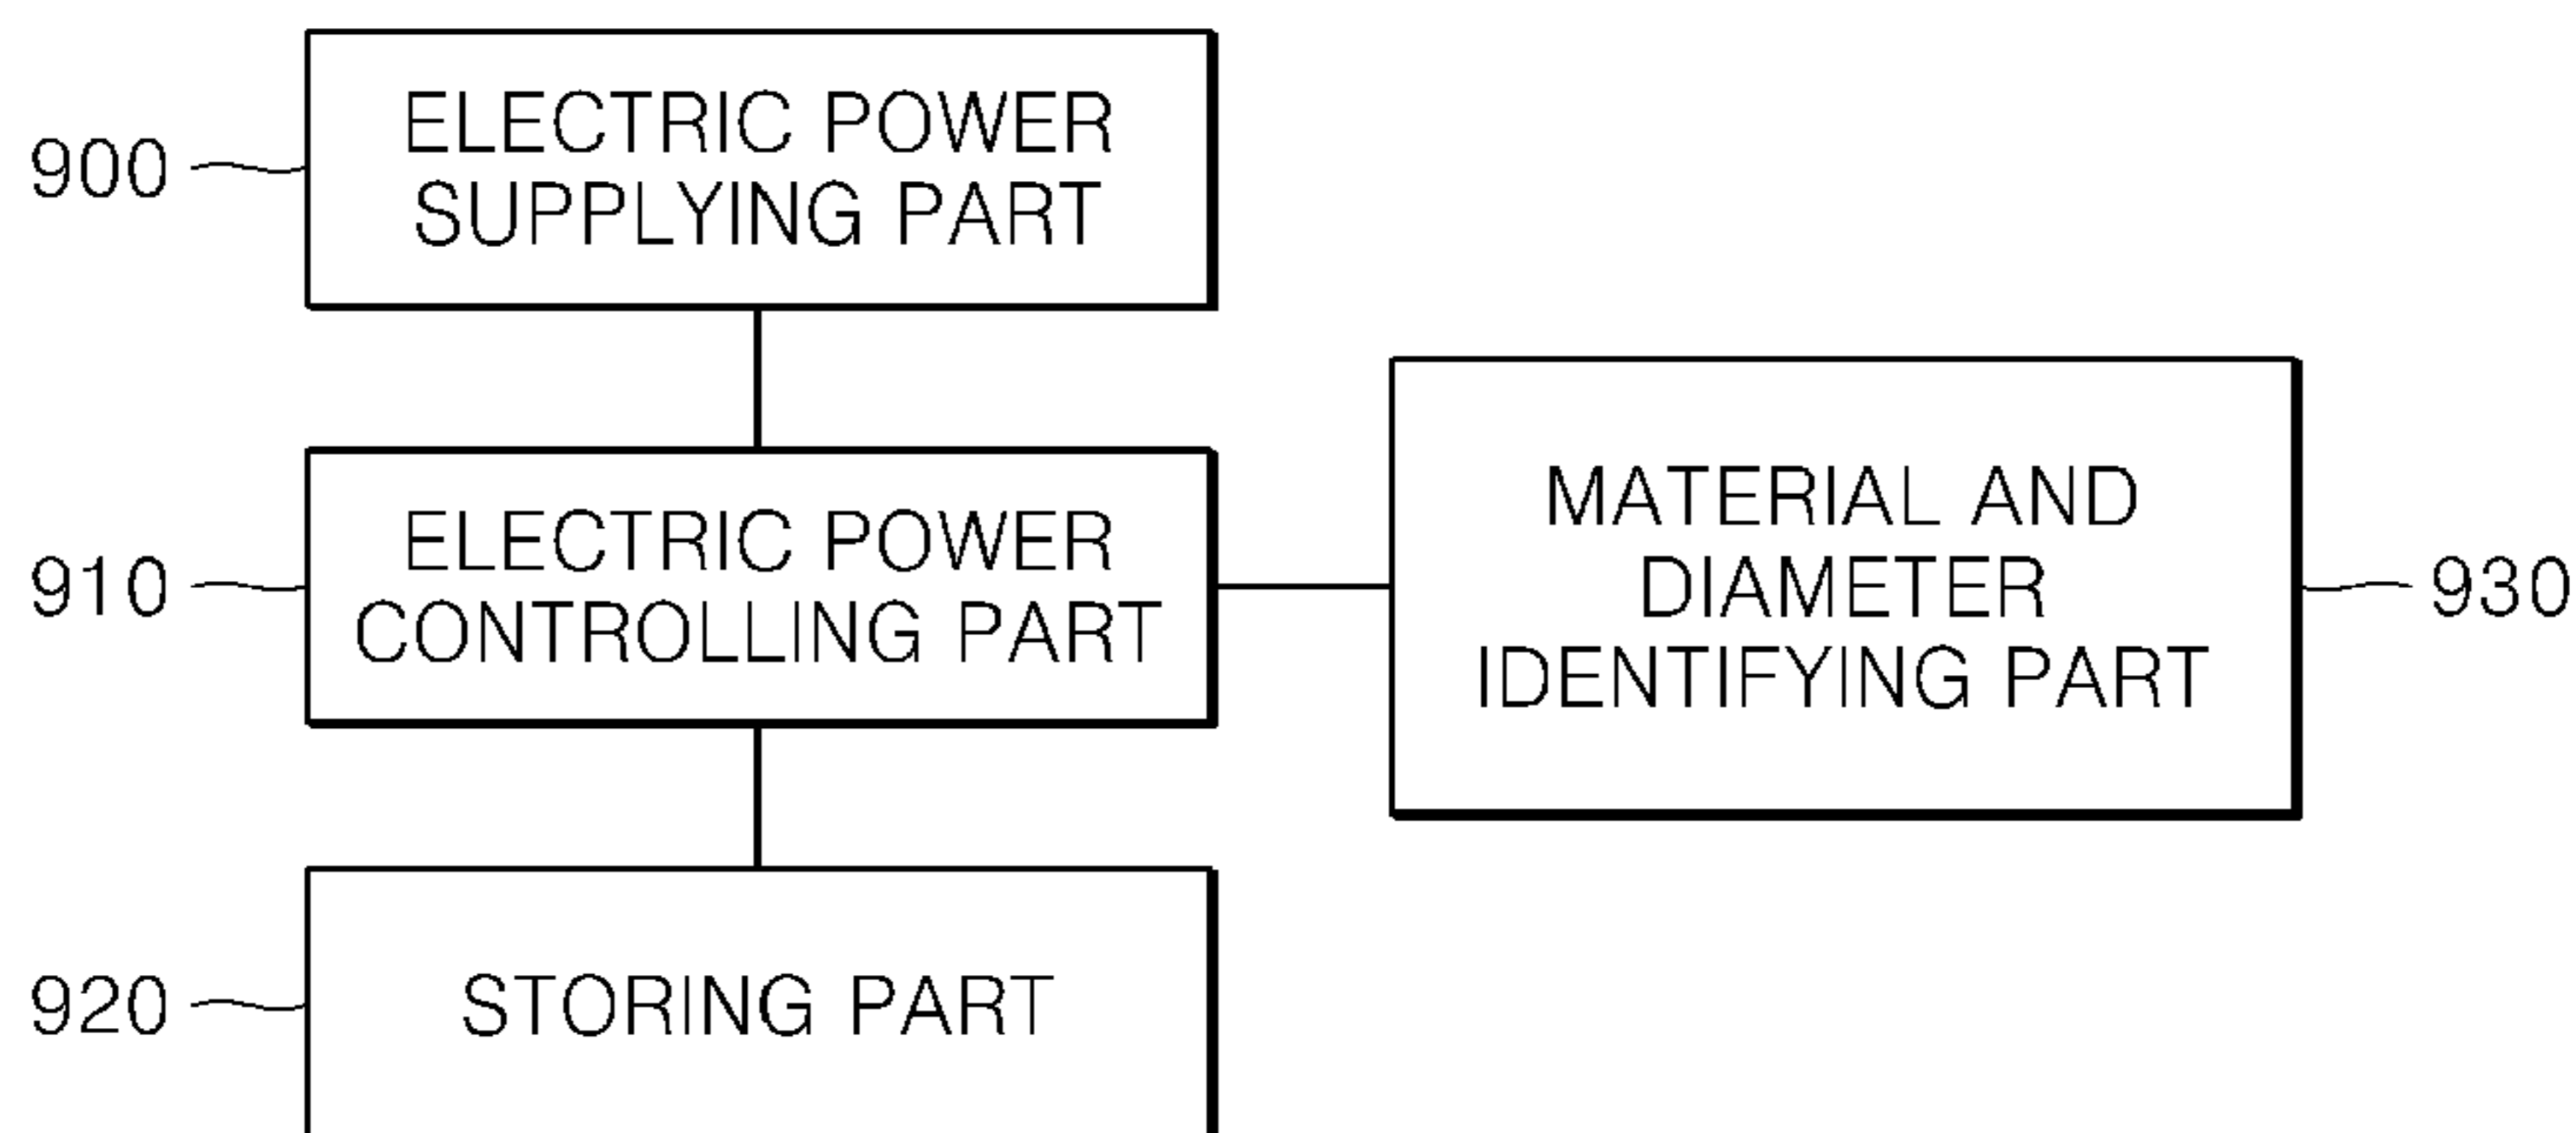 900
ELECTRIC POWER
SUPPLYING PART
910
ELECTRIC POWER
CONTROLLING PART
MATERIAL AND
DIAMETER
IDENTIFYING PART
930
920
STORING PART